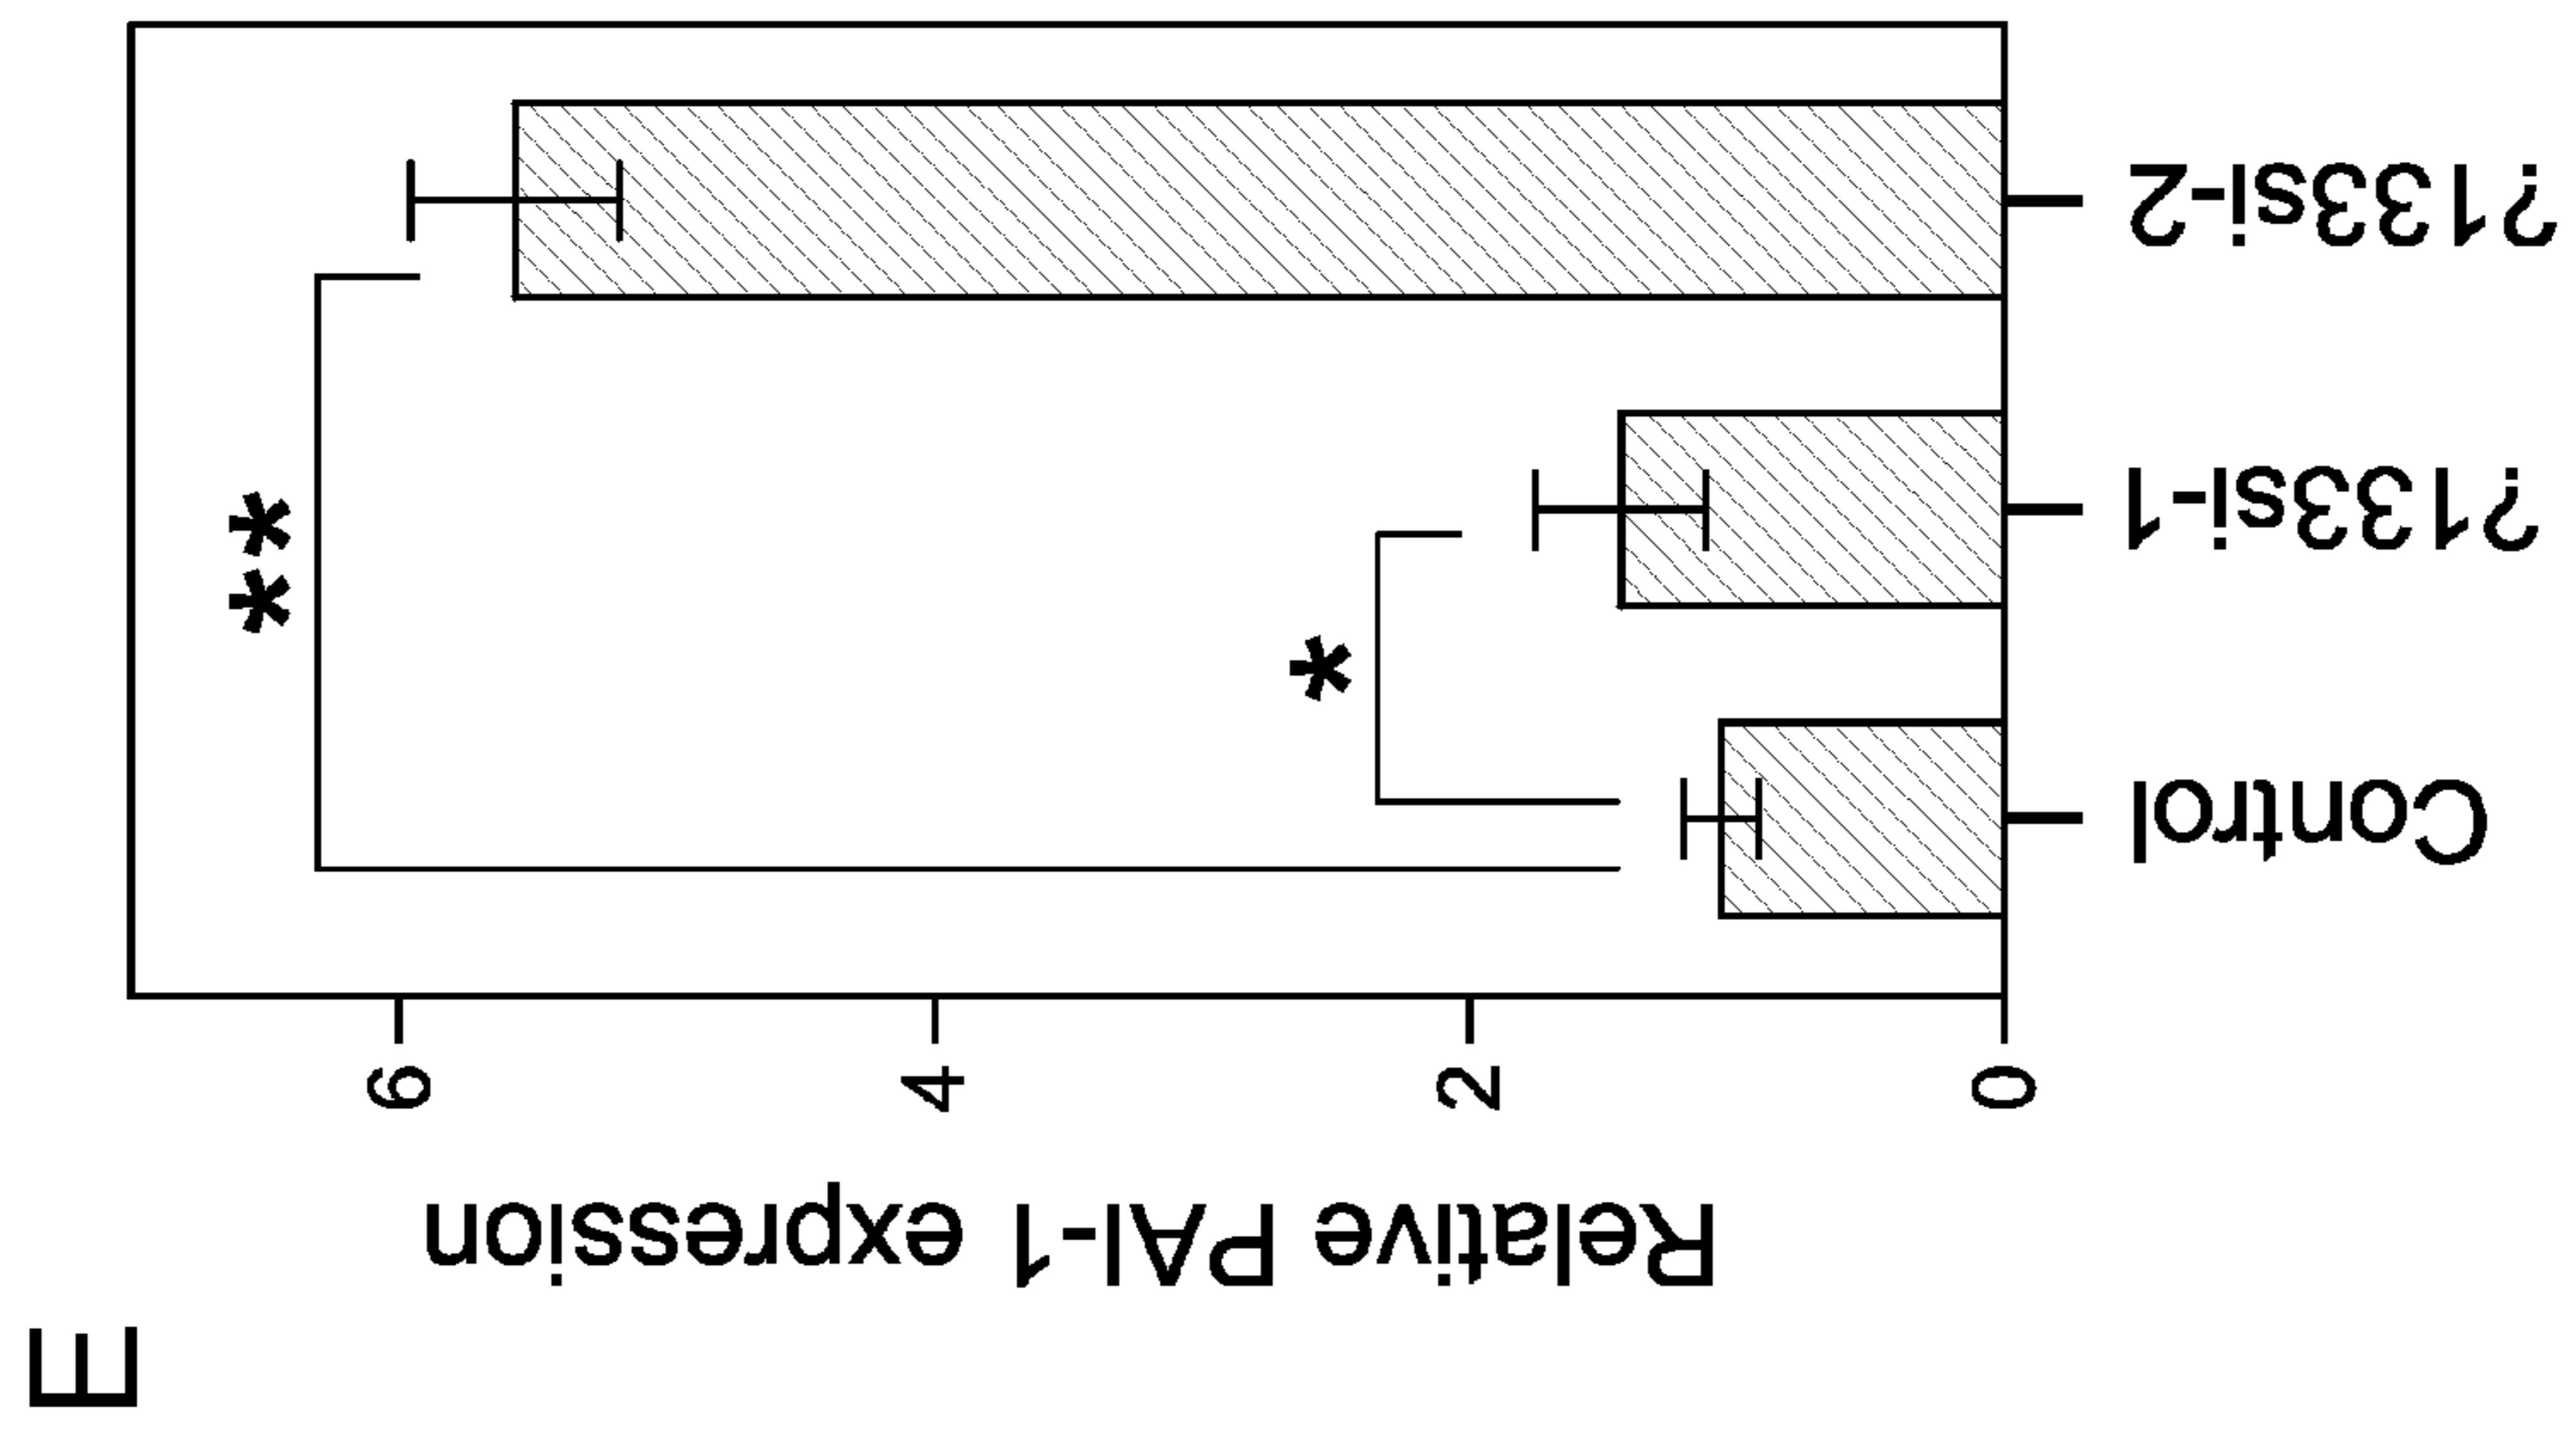 E
Relative PAI-1 expression
6
4
2
0
**
*
Control
?133si-1
?133si-2